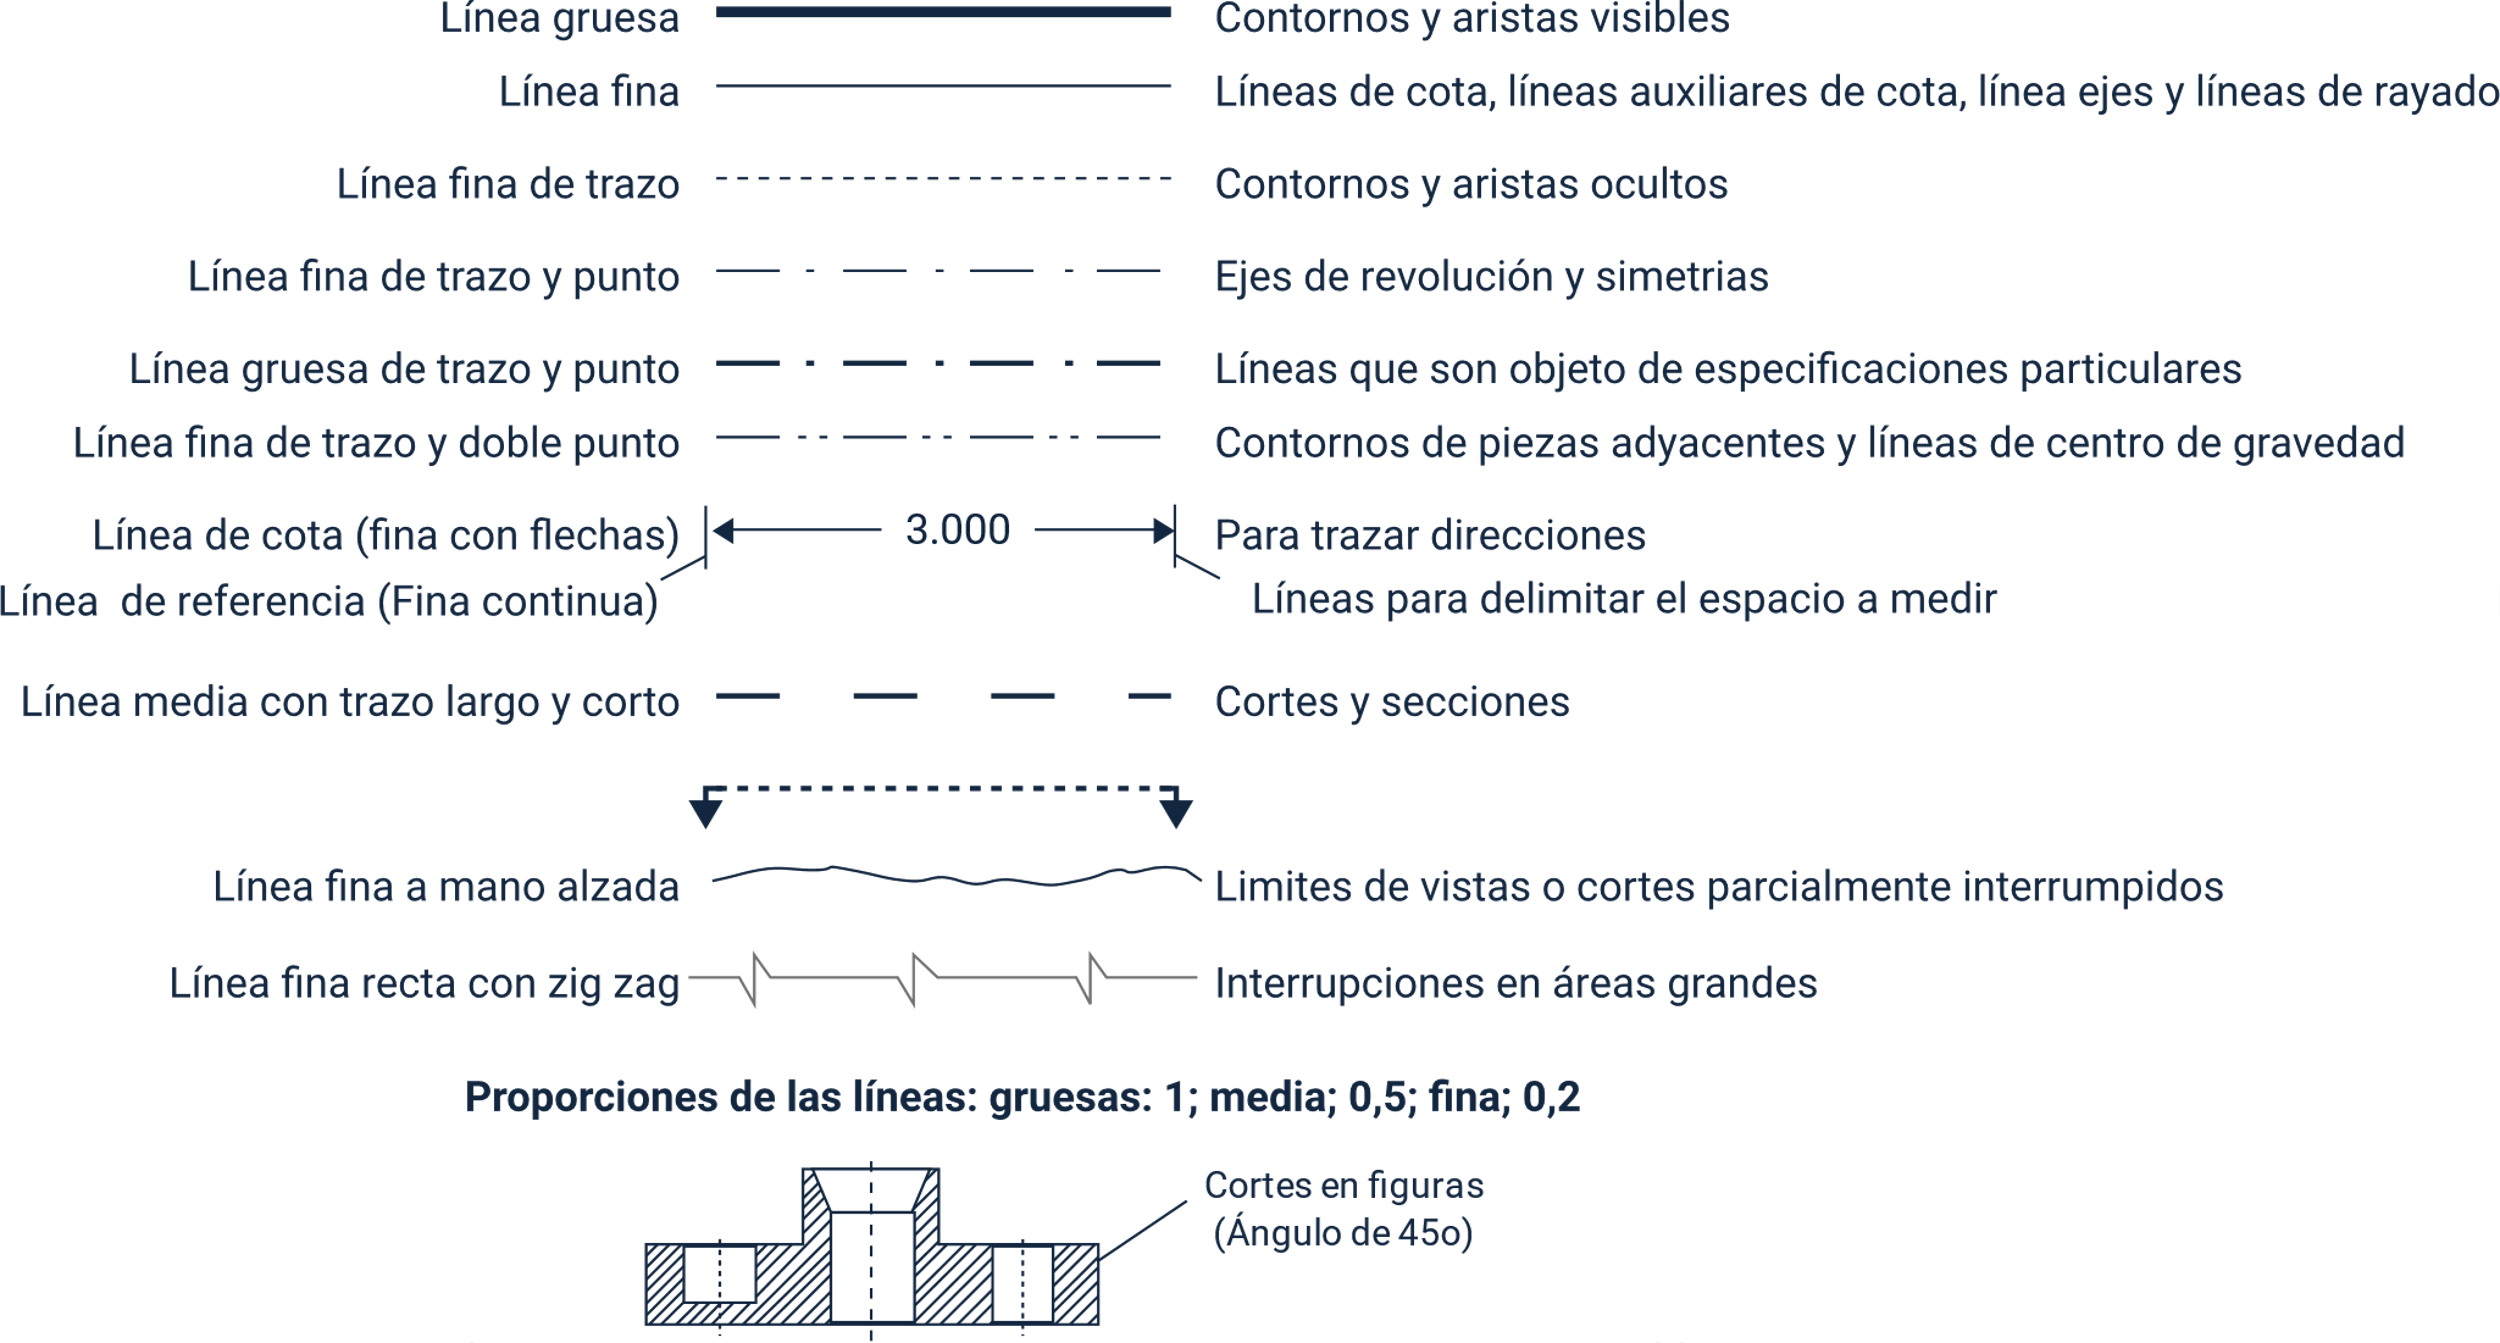 Línea gruesa Contornos y aristas visibles
Línea fina Líneas de cota, líneas auxiliares de cota, línea ejes y líneas de rayado
Línea fina de trazo Contornos y aristas ocultos
Línea fina de trazo y punto Ejes de revolución y simetrias
Línea gruesa de trazo y punto Líneas que son objeto de especificaciones particulares
Línea fina de trazo y doble punto Contornos de piezas adyacentes y líneas de centro de gravedad
Línea de cota (fina con flechas) 3.000 Para trazar direcciones
Línea de referencia (Fina continua) Líneas para delimitar el espacio a medir
Línea media con trazo largo y corto Cortes y secciones
Línea fina a mano alzada Limites de vistas o cortes parcialmente interrumpidos
Línea fina recta con zig zag Interrupciones en áreas grandes
Proporciones de las líneas: gruesas: 1; media; 0,5; fina; 0,2
Cortes en figuras
(Ángulo de 45o)